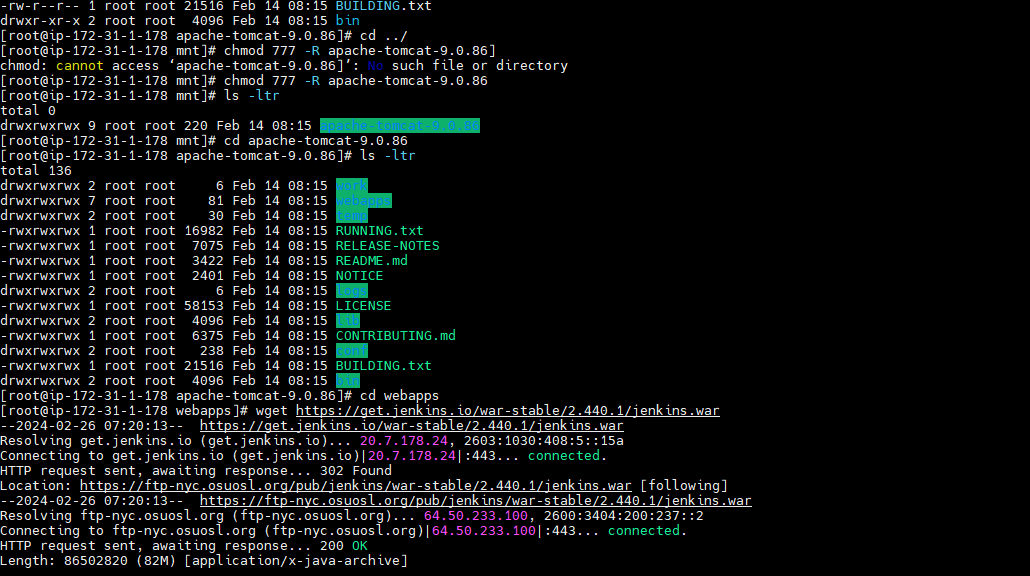 -rw-r--r-- 1 root root 21516 Feb 14 08:15 BUILDING.txt
drwxr-xr-x 2 root root  4096 Feb 14 08:15 bin
[root@ip-172-31-1-178 apache-tomcat-9.0.86]# cd ../
[root@ip-172-31-1-178 mnt]# chmod 777 -R apache-tomcat-9.0.86]
chmod: cannot access ‘apache-tomcat-9.0.86]’: No such file or directory
[root@ip-172-31-1-178 mnt]# chmod 777 -R apache-tomcat-9.0.86
[root@ip-172-31-1-178 mnt]# ls -ltr
total 0
drwxrwxrwx 9 root root 220 Feb 14 08:15 apache-tomcat-9.0.86
[root@ip-172-31-1-178 mnt]# cd apache-tomcat-9.0.86
[root@ip-172-31-1-178 apache-tomcat-9.0.86]# ls -ltr
total 136
drwxrwxrwx 2 root root     6 Feb 14 08:15 work
drwxrwxrwx 7 root root    81 Feb 14 08:15 webapps
drwxrwxrwx 2 root root    30 Feb 14 08:15 temp
-rwxrwxrwx 1 root root 16982 Feb 14 08:15 RUNNING.txt
-rwxrwxrwx 1 root root  7075 Feb 14 08:15 RELEASE-NOTES
-rwxrwxrwx 1 root root  3422 Feb 14 08:15 README.md
-rwxrwxrwx 1 root root  2401 Feb 14 08:15 NOTICE
drwxrwxrwx 2 root root     6 Feb 14 08:15 logs
-rwxrwxrwx 1 root root 58153 Feb 14 08:15 LICENSE
drwxrwxrwx 2 root root  4096 Feb 14 08:15 lib
-rwxrwxrwx 1 root root  6375 Feb 14 08:15 CONTRIBUTING.md
drwxrwxrwx 2 root root   238 Feb 14 08:15 conf
-rwxrwxrwx 1 root root 21516 Feb 14 08:15 BUILDING.txt
drwxrwxrwx 2 root root  4096 Feb 14 08:15 bin
[root@ip-172-31-1-178 apache-tomcat-9.0.86]# cd webapps
[root@ip-172-31-1-178 webapps]# wget https://get.jenkins.io/war-stable/2.440.1/jenkins.war
--2024-02-26 07:20:13--  https://get.jenkins.io/war-stable/2.440.1/jenkins.war
Resolving get.jenkins.io (get.jenkins.io)... 20.7.178.24, 2603:1030:408:5::15a
Connecting to get.jenkins.io (get.jenkins.io)|20.7.178.24|:443... connected.
HTTP request sent, awaiting response... 302 Found
Location: https://ftp-nyc.osuosl.org/pub/jenkins/war-stable/2.440.1/jenkins.war [following]
--2024-02-26 07:20:13--  https://ftp-nyc.osuosl.org/pub/jenkins/war-stable/2.440.1/jenkins.war
Resolving ftp-nyc.osuosl.org (ftp-nyc.osuosl.org)... 64.50.233.100, 2600:3404:200:237::2
Connecting to ftp-nyc.osuosl.org (ftp-nyc.osuosl.org)|64.50.233.100|:443... connected.
HTTP request sent, awaiting response... 200 OK
Length: 86502820 (82M) [application/x-java-archive]